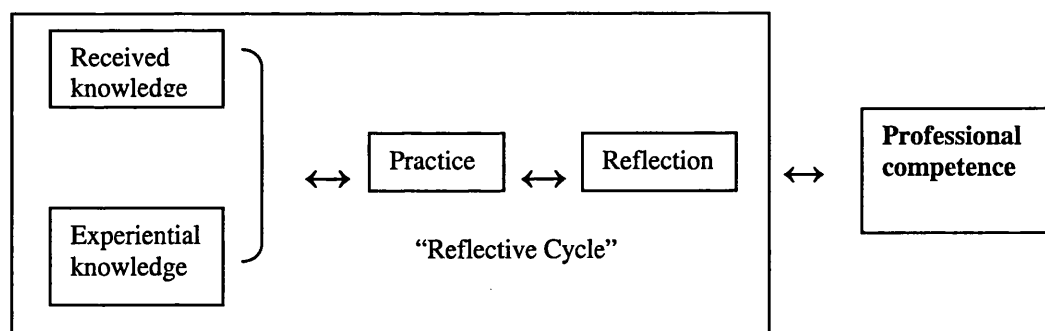 Received
knowledge
Practice
Reflection
Experiential
knowledge
“Reflective Cycle”
Professional
competence